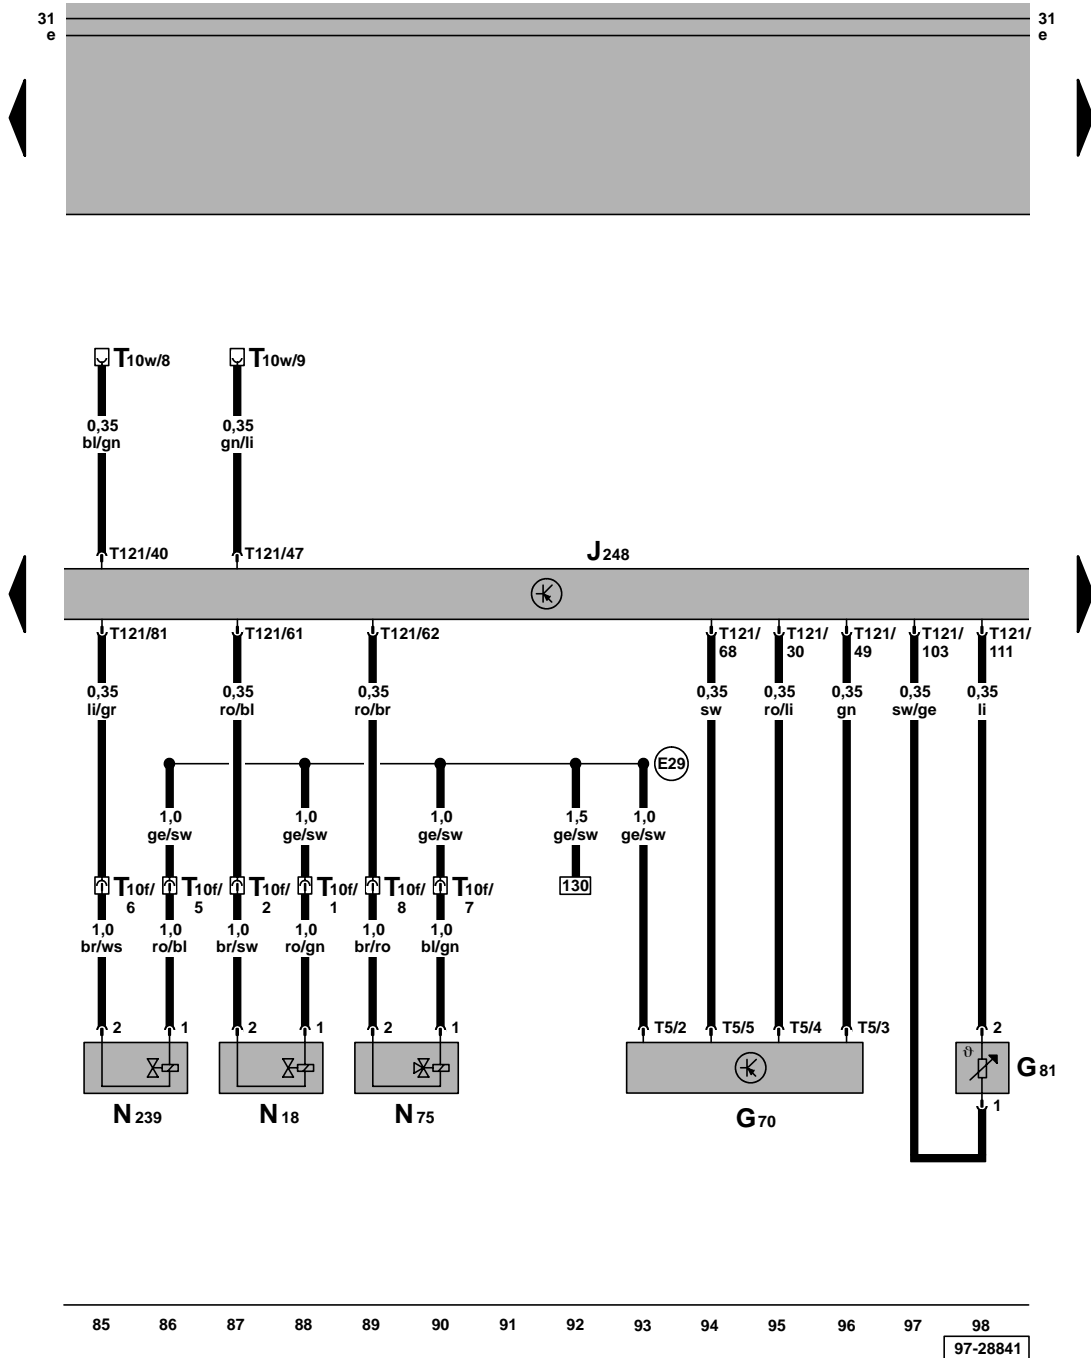 31 31
e e
T10w/8 T10w/9
0,35 0,35
bl/gn gn/li
T121/40 T121/47 J248
T121/81 T121/61 T121/62 T121/ T121/ T121/ T121/ T121/
68 30 49 103 111
0,35 0,35 0,35 0,35 0,35 0,35 0,35 0,35
li/gr ro/bl ro/br sw ro/li gn sw/ge li
E29
1,0 1,0 1,0 1,5 1,0
ge/sw ge/sw ge/sw ge/sw ge/sw
T10f/ T10f/ T10f/ T10f/ T10f/ T10f/ 130
6 5 2 1 8 7
1,0 1,0 1,0 1,0 1,0 1,0
br/ws ro/bl br/sw ro/gn br/ro bl/gn
2 1 2 1 2 1 T5/2 T5/5 T5/4 T5/3 2
ϑ
G81
1
N239 N18 N75 G70
85 86 87 88 89 90 91 92 93 94 95 96 97 98
97-28841